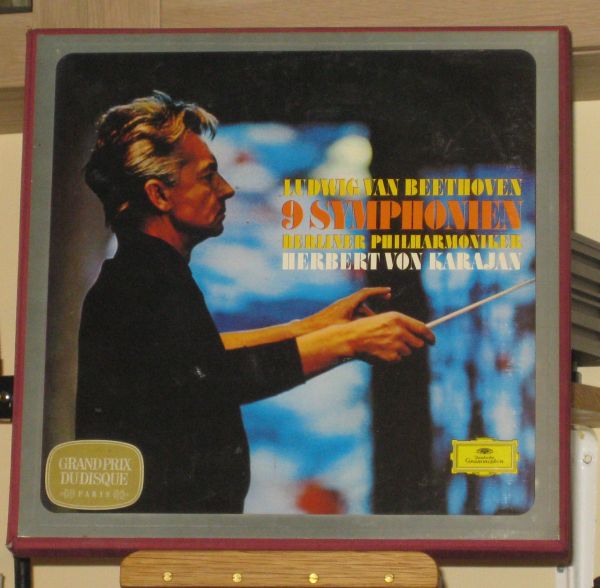 LUDWIG VAN BEETHOVEN
9 SYMPHONIEN
BERLINER PHILHARMONIKER
HERBERT VON KARAJAN
GRAND PRIX
DU DISQUE
PARIS
Deutsche
Grammophon